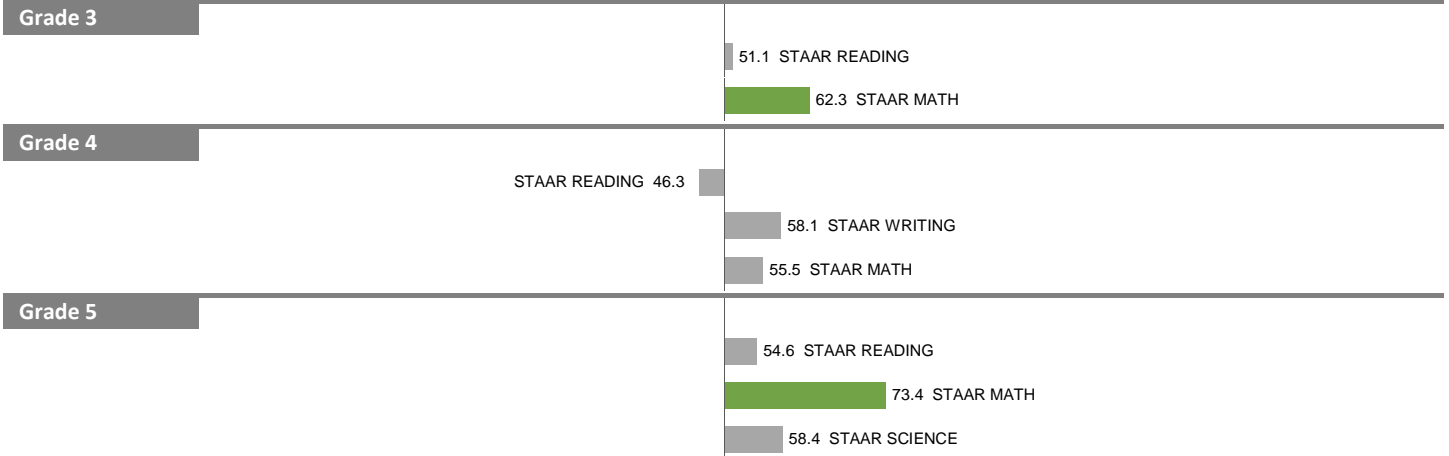 Grade 3
51.1 STAAR READING
62.3 STAAR MATH
Grade 4
STAAR READING 46.3
58.1 STAAR WRITING
55.5 STAAR MATH
Grade 5
54.6 STAAR READING
73.4 STAAR MATH
58.4 STAAR SCIENCE